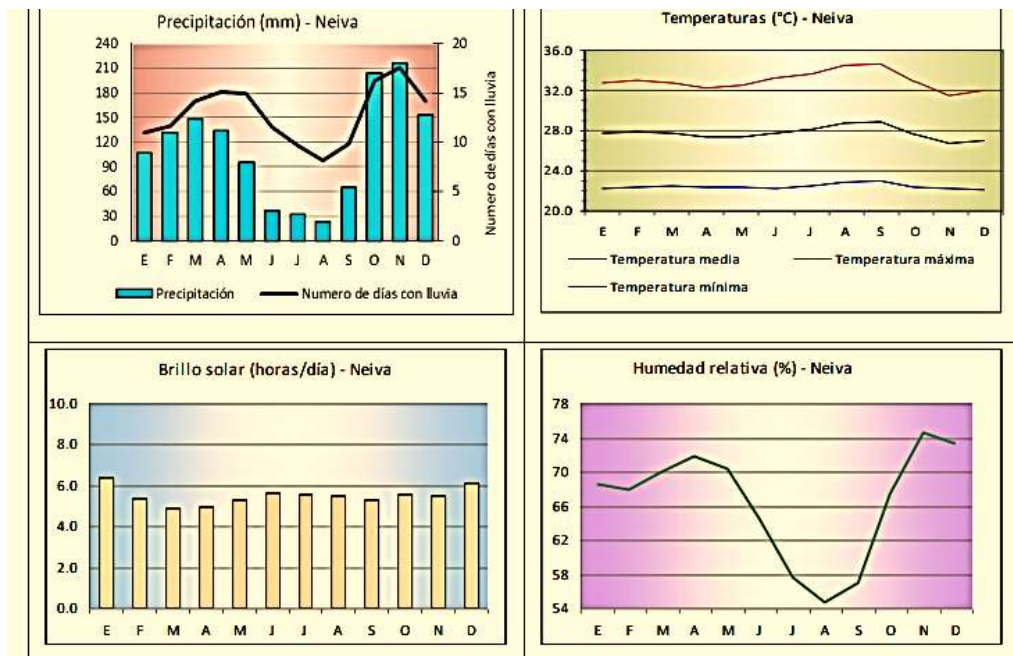 Precipitación (mm) - Neiva
240
210
180
150
120
90
60
30
0
20
15
10
5
0
Numero de días con lluvia
E F M A M J J A S O N D
Precipitación Numero de días con lluvia
Temperaturas (°C) - Neiva
36.0
32.0
28.0
24.0
20.0
E F M A M J J A S O N D
Temperatura media Temperatura máxima
Temperatura mínima
Brillo solar (horas/día) - Neiva
10.0
8.0
6.0
4.0
2.0
0.0
E F M A M J J A S O N D
Humedad relativa (%) - Neiva
78
74
70
66
62
58
54
E F M A M J J A S O N D